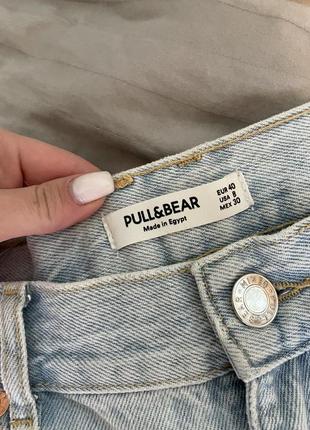 PULL&BEAR
Made in Egypt
EUR 40
USA 8
MEX 30